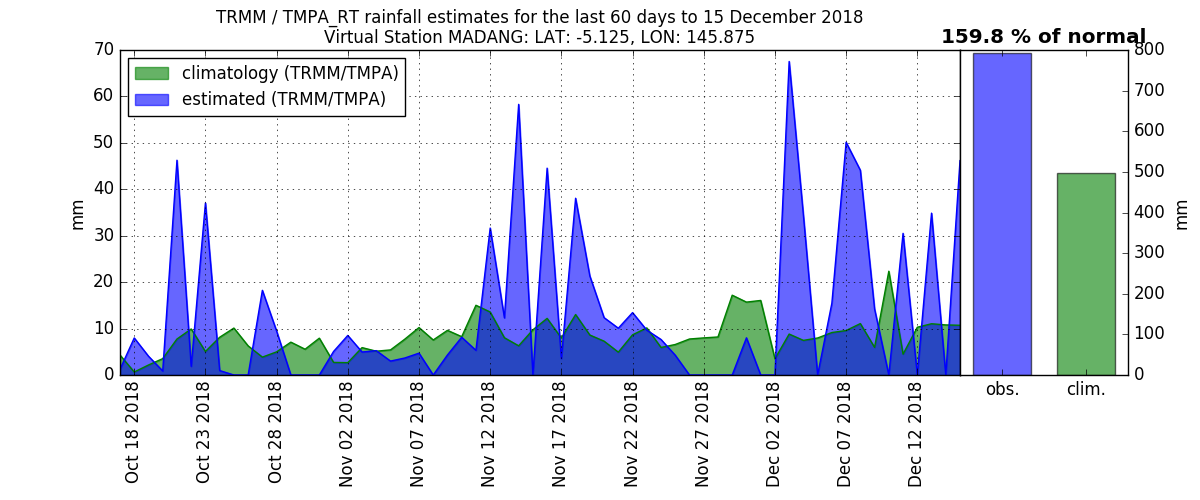 TRMM / TMPA_RT rainfall estimates for the last 60 days to 15 December 2018
Virtual Station MADANG: LAT: -5.125, LON: 145.875
159.8 % of normal
climatology (TRMM/TMPA)
estimated (TRMM/TMPA)
70
60
50
40
30
20
10
0
mm
Oct 18 2018
Oct 23 2018
Oct 28 2018
Nov 02 2018
Nov 07 2018
Nov 12 2018
Nov 17 2018
Nov 22 2018
Nov 27 2018
Dec 02 2018
Dec 07 2018
Dec 12 2018
800
700
600
500
400
300
200
100
0
mm
obs.
clim.